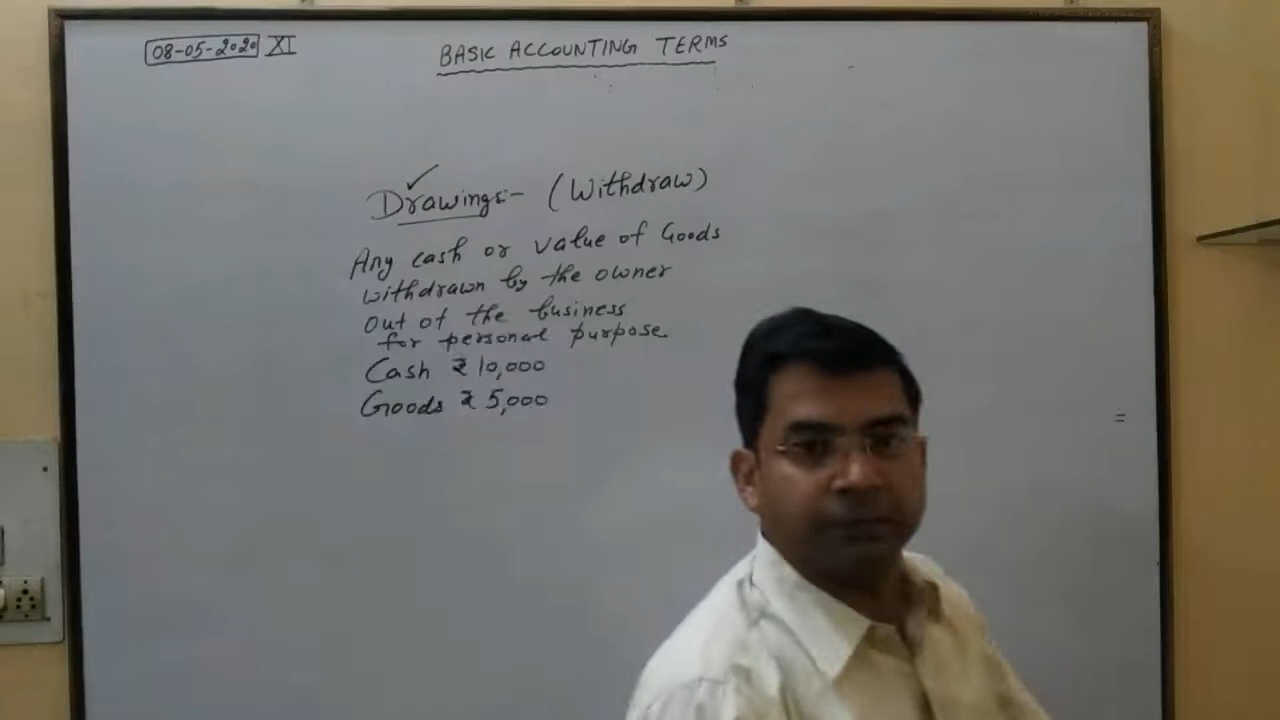 08-05-2020 XI
BASIC ACCOUNTING TERMS
Drawings:- (Withdraw)
Any cash or value of Goods
withdrawn by the owner
out of the business
for personal purpose
Cash ₹ 10,000
Goods ₹ 5,000
=